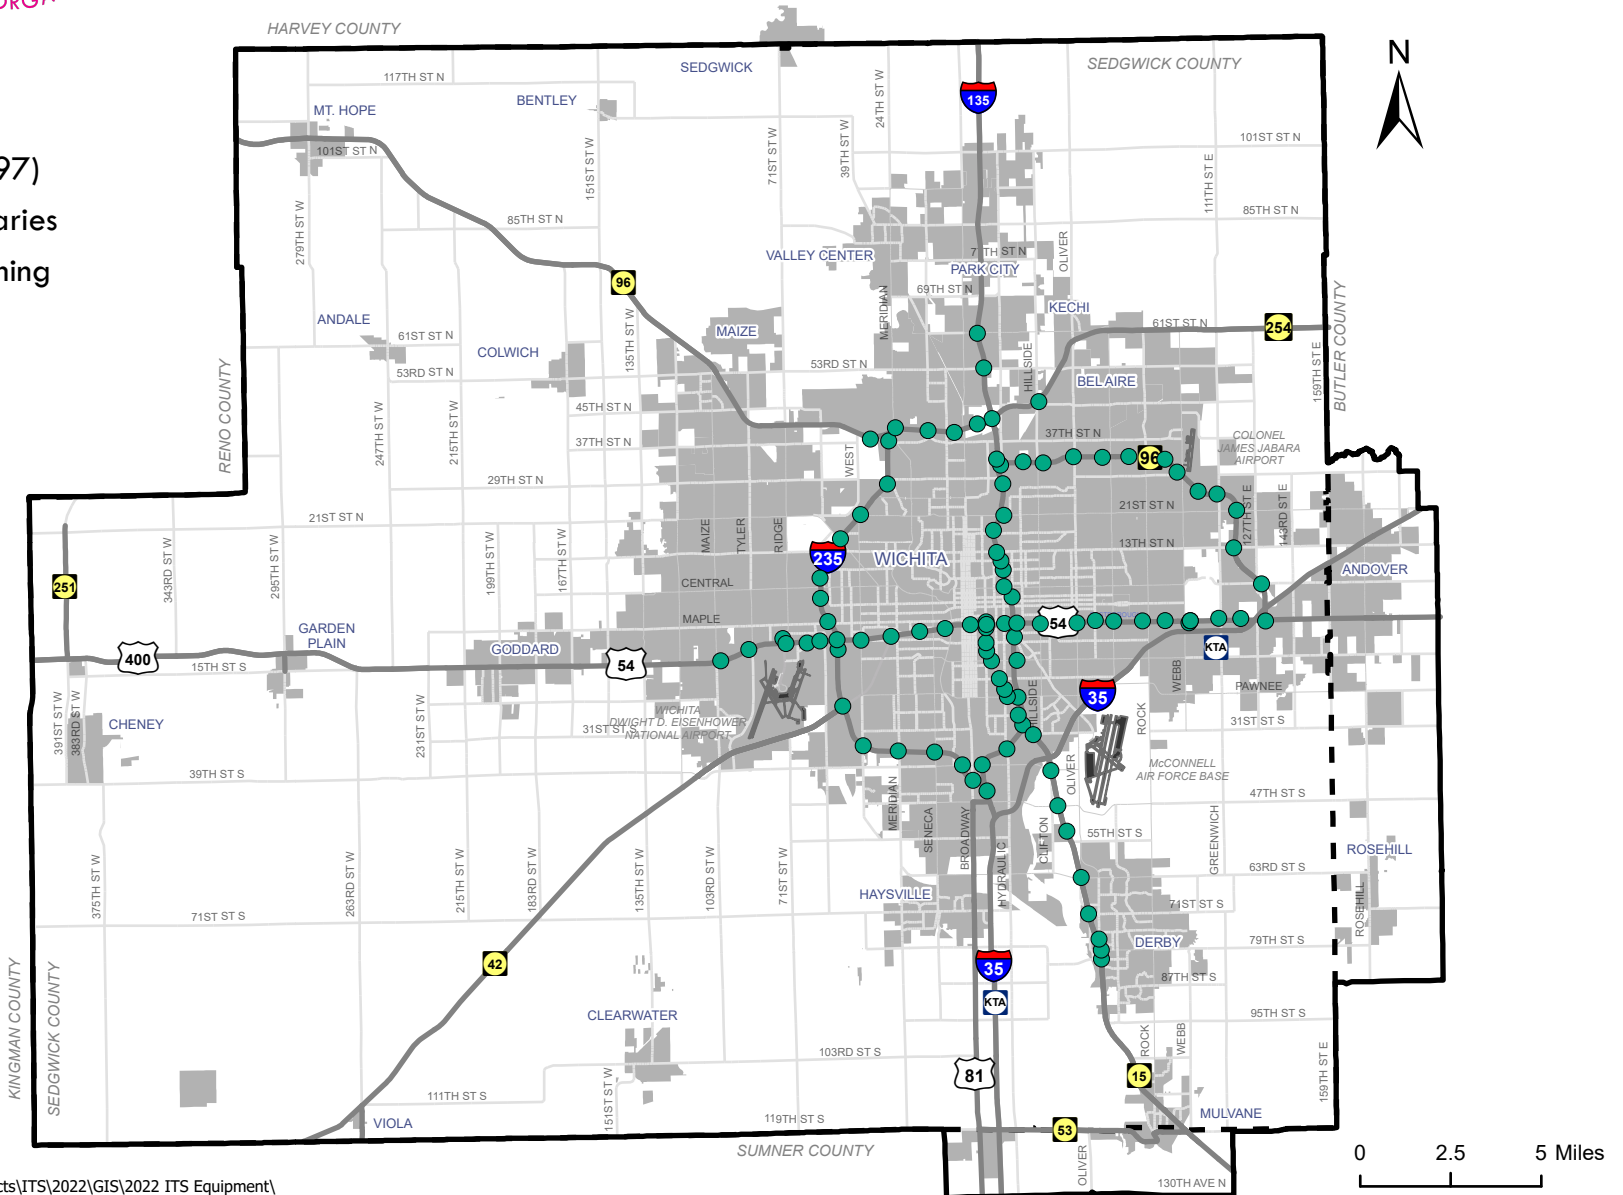 HARVEY COUNTY
SEDGWICK
SEDGWICK COUNTY
N
117TH ST N
BENTLEY
MT. HOPE
24TH ST W
135
97)
101ST ST N
101ST ST N
151ST ST W
71ST ST W
39TH ST W
111TH ST E
aries
279TH ST W
85TH ST N
85TH ST N
ning
VALLEY CENTER
OLIVER
ST N
PARK CITY
96
69TH ST N
MERIDIAN
KECHI
BUTLER COUNTY
ANDALE
61ST ST N
135TH ST W
MAIZE
61ST ST N
254
COLWICH
53RD ST N
53RD ST N
HILLSIDE
159TH ST E
RENO COUNTY
BEL AIRE
45TH ST N
247TH ST W
215TH ST W
37TH ST N
37TH ST N
COLONEL
JAMES JABARA
AIRPORT
WEST
96
29TH ST N
21ST ST N
21ST ST N
127TH ST E
143RD ST E
MAIZE
TYLER
RIDGE
13TH ST N
235
WICHITA
ANDOVER
251
343RD ST W
295TH ST W
199TH ST W
167TH ST W
CENTRAL
MAPLE
54
GARDEN
PLAIN
GODDARD
400
15TH ST S
54
KTA
WEBB
PAWNEE
35
HILLSIDE
391ST ST W
383RD ST W
CHENEY
231ST ST W
31ST ST S
WICHITA
DWIGHT D. EISENHOWER
NATIONAL AIRPORT
ROCK
31ST ST S
39TH ST S
OLIVER
McCONNELL
AIR FORCE BASE
47TH ST S
MERIDIAN
SENECA
BROADWAY
HYDRAULIC
CLIFTON
55TH ST S
GREENWICH
ROSEHILL
375TH ST W
263RD ST W
215TH ST W
183RD ST W
135TH ST W
103RD ST W
71ST ST W
63RD ST S
HAYSVILLE
71ST ST S
71ST ST S
ROSEHILL
DERBY
79TH ST S
42
35
87TH ST S
KTA
KINGMAN COUNTY
SEDGWICK COUNTY
CLEARWATER
95TH ST S
ROCK
WEBB
103RD ST S
81
15
159TH ST E
111TH ST S
151ST ST W
VIOLA
119TH ST S
53
MULVANE
SUMNER COUNTY
OLIVER
130TH AVE N
0 2.5 5 Miles
cts\ITS\2022\GIS\2022 ITS Equipment\